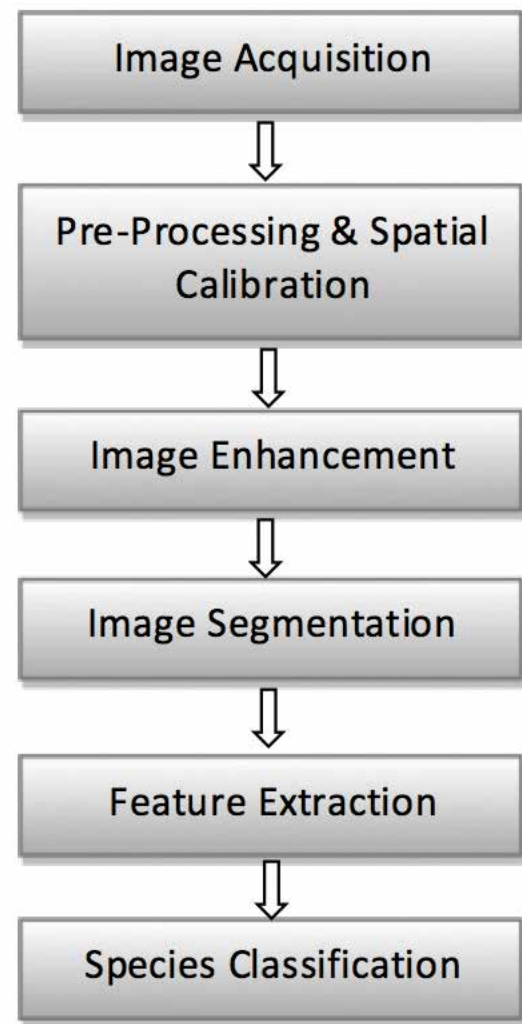 Image Acquisition
Pre-Processing & Spatial
Calibration
Image Enhancement
Image Segmentation
Feature Extraction
Species Classification